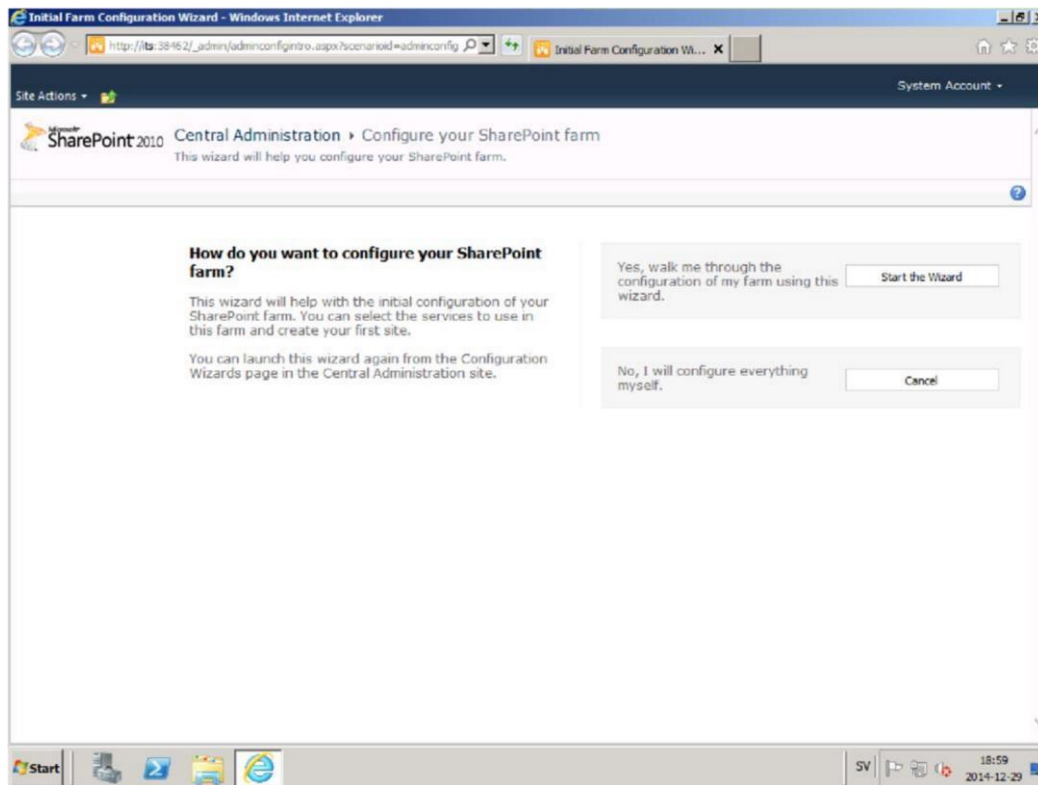 Initial Farm Configuration Wizard - Windows Internet Explorer
http://its:38462/_admin/adminconfigintro.aspx?scenarioid=adminconfig
Initial Farm Configuration Wi...
Site Actions
System Account
Microsoft
SharePoint 2010
Central Administration
Configure your SharePoint farm
This wizard will help you configure your SharePoint farm.
How do you want to configure your SharePoint
farm?
This wizard will help with the initial configuration of your
SharePoint farm. You can select the services to use in
this farm and create your first site.
You can launch this wizard again from the Configuration
Wizards page in the Central Administration site.
Yes, walk me through the
configuration of my farm using this
wizard.
Start the Wizard
No, I will configure everything
myself.
Cancel
Start
SV
18:59
2014-12-29